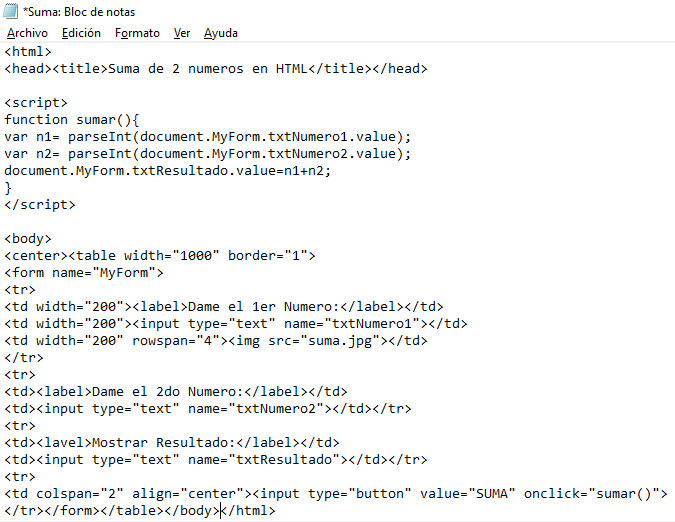 *Suma: Bloc de notas
Archivo Edición Formato Ver Ayuda
<html>
<head><title>Suma de 2 numeros en HTML</title></head>

<script>
function sumar(){
var n1= parseInt(document.MyForm.txtNumero1.value);
var n2= parseInt(document.MyForm.txtNumero2.value);
document.MyForm.txtResultado.value=n1+n2;
}
</script>

<body>
<center><table width="1000" border="1">
<form name="MyForm">
<tr>
<td width="200"><label>Dame el 1er Numero:</label></td>
<td width="200"><input type="text" name="txtNumero1"></td>
<td width="200" rowspan="4"><img src="suma.jpg"></td>
</tr>
<tr>
<td><label>Dame el 2do Numero:</label></td>
<td><input type="text" name="txtNumero2"></td></tr>
<tr>
<td><lavel>Mostrar Resultado:</label></td>
<td><input type="text" name="txtResultado"></td></tr>
<tr>
<td colspan="2" align="center"><input type="button" value="SUMA" onclick="sumar()">
</tr></form></table></body></html>